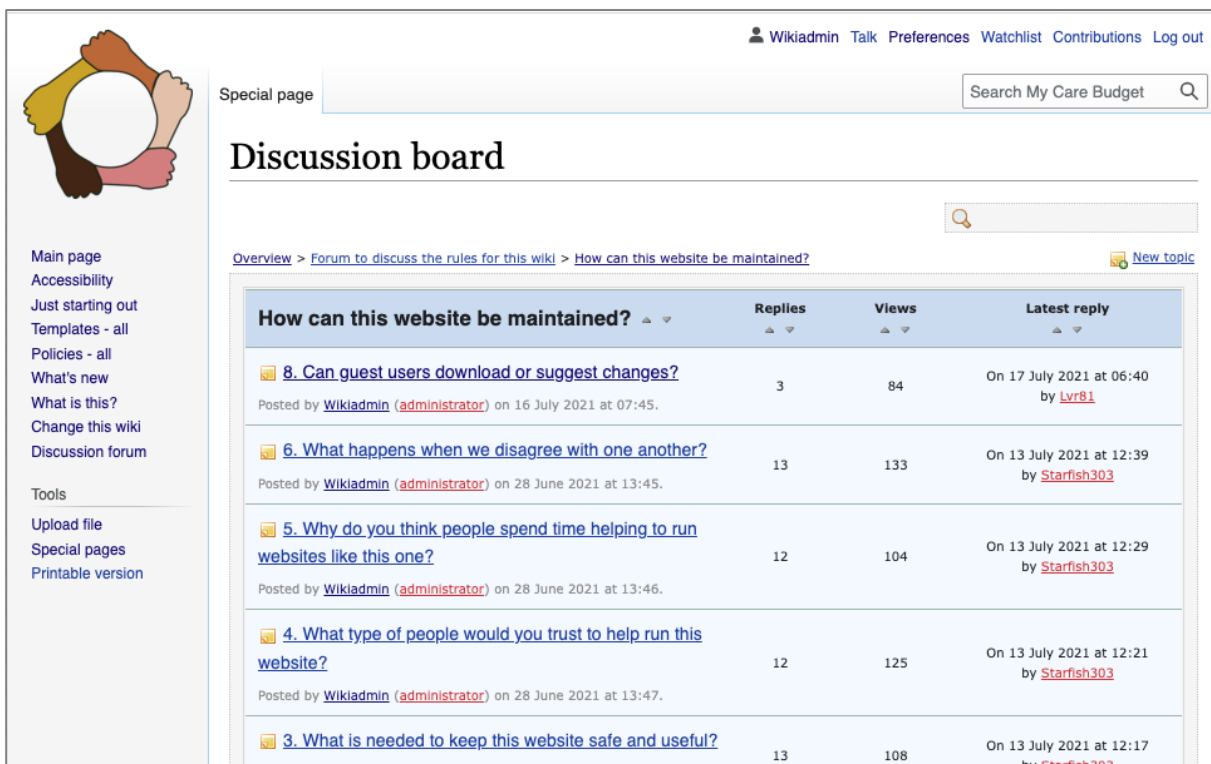 Wikiadmin Talk Preferences Watchlist Contributions Log out
Special page
Search My Care Budget
Discussion board
Main page
Accessibility
Just starting out
Templates - all
Policies - all
What's new
What is this?
Change this wiki
Discussion forum
Tools
Upload file
Special pages
Printable version
Overview > Forum to discuss the rules for this wiki > How can this website be maintained?
New topic
How can this website be maintained? Replies Views Latest reply
8. Can guest users download or suggest changes?
Posted by Wikiadmin (administrator) on 16 July 2021 at 07:45.
3 84 On 17 July 2021 at 06:40
by Lvr81
6. What happens when we disagree with one another?
Posted by Wikiadmin (administrator) on 28 June 2021 at 13:45.
13 133 On 13 July 2021 at 12:39
by Starfish303
5. Why do you think people spend time helping to run
websites like this one?
Posted by Wikiadmin (administrator) on 28 June 2021 at 13:46.
12 104 On 13 July 2021 at 12:29
by Starfish303
4. What type of people would you trust to help run this
website?
Posted by Wikiadmin (administrator) on 28 June 2021 at 13:47.
12 125 On 13 July 2021 at 12:21
by Starfish303
3. What is needed to keep this website safe and useful?
13 108 On 13 July 2021 at 12:17
by Starfish303